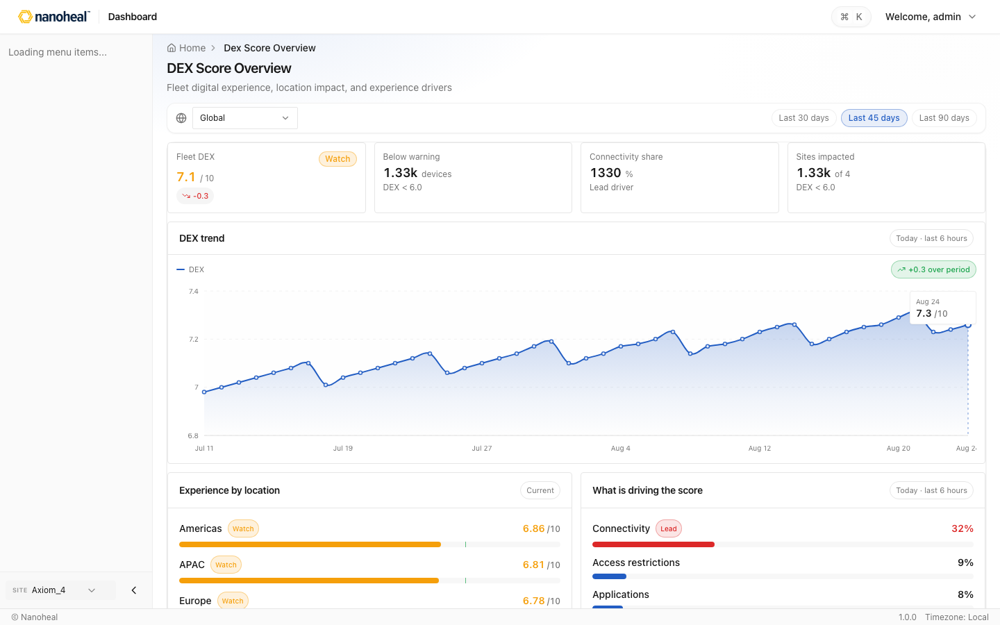 nanoheal™
Dashboard
⌘ K
Welcome, admin
Loading menu items...
Home
Dex Score Overview
DEX Score Overview
Fleet digital experience, location impact, and experience drivers
Global
Last 30 days
Last 45 days
Last 90 days
Fleet DEX
Watch
7.1 / 10
-0.3
Below warning
1.33k devices
DEX < 6.0
Connectivity share
1330 %
Lead driver
Sites impacted
1.33k of 4
DEX < 6.0
DEX trend
Today · last 6 hours
DEX
+0.3 over period
7.4
7.2
7
6.8
Aug 24
7.3 /10
Jul 11
Jul 19
Jul 27
Aug 4
Aug 12
Aug 20
Aug 2
Experience by location
Current
Americas
Watch
6.86 /10
APAC
Watch
6.81 /10
Europe
Watch
6.78 /10
What is driving the score
Today · last 6 hours
Connectivity
Lead
32%
Access restrictions
9%
Applications
8%
SITE Axiom_4
© Nanoheal
1.0.0
Timezone: Local